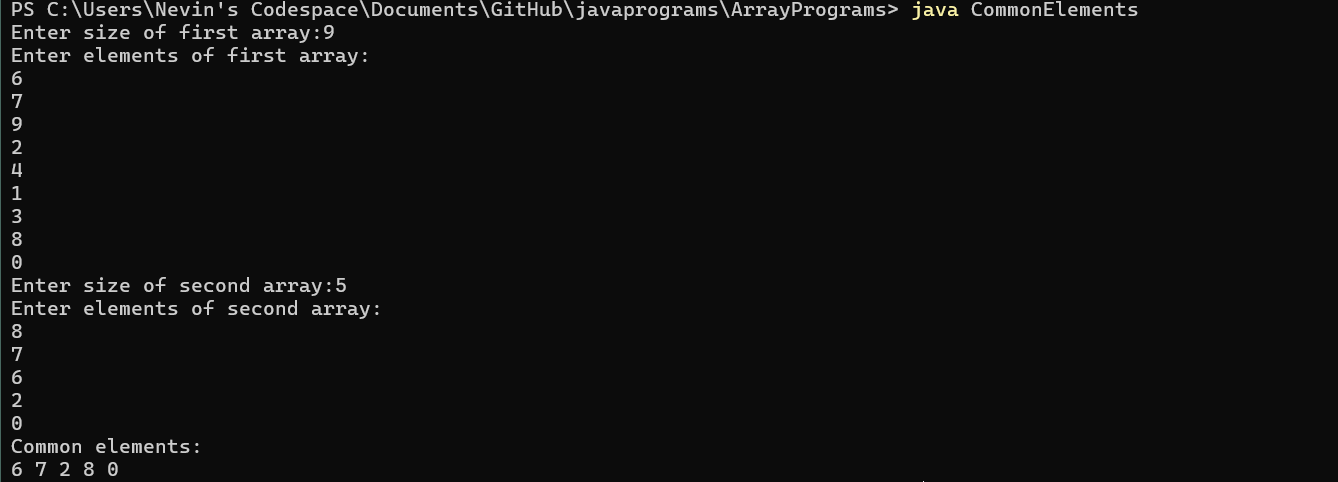 PS C:\Users\Nevin's Codespace\Documents\GitHub\javaprograms\ArrayPrograms> java CommonElements
Enter size of first array:9
Enter elements of first array:
6
7
9
2
4
1
3
8
0
Enter size of second array:5
Enter elements of second array:
8
7
6
2
0
Common elements:
6 7 2 8 0